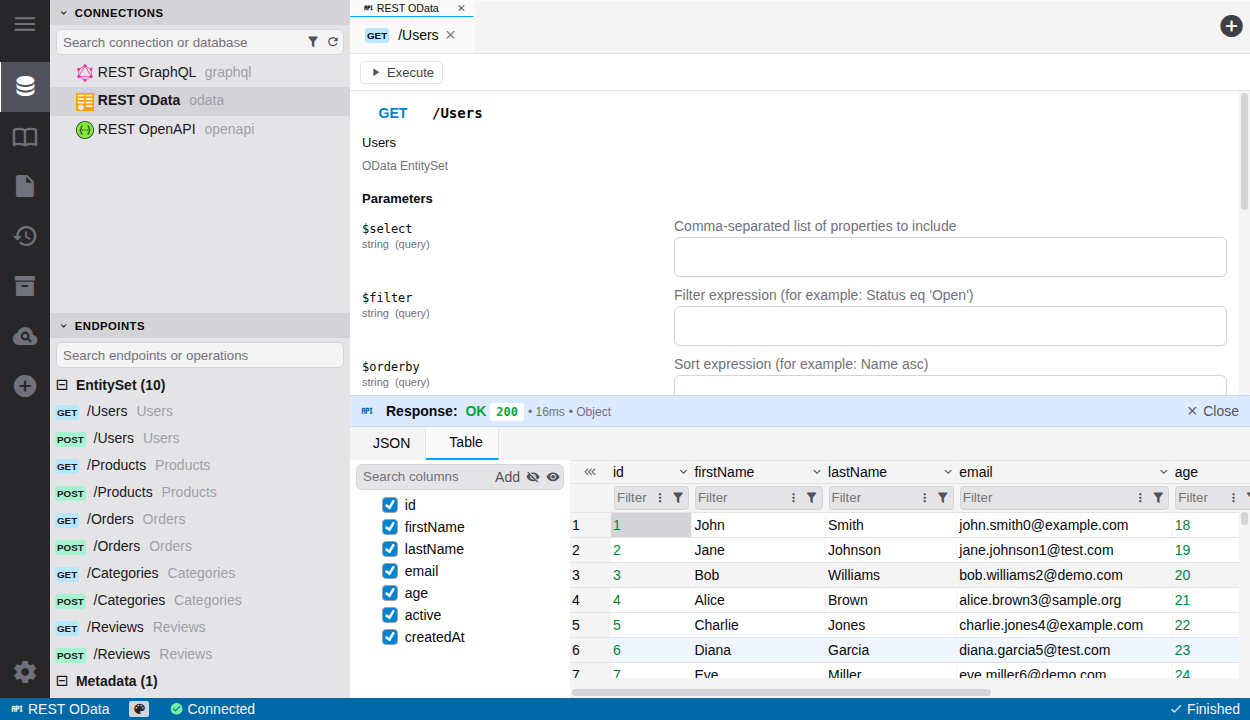 CONNECTIONS
Search connection or database
REST GraphQL graphql
REST OData odata
REST OpenAPI openapi
ENDPOINTS
Search endpoints or operations
EntitySet (10)
GET /Users Users
POST /Users Users
GET /Products Products
POST /Products Products
GET /Orders Orders
POST /Orders Orders
GET /Categories Categories
POST /Categories Categories
GET /Reviews Reviews
POST /Reviews Reviews
Metadata (1)
API REST OData
GET /Users
Execute
GET /Users
Users
OData EntitySet
Parameters
$select
string (query)
Comma-separated list of properties to include
$filter
string (query)
Filter expression (for example: Status eq 'Open')
$orderby
string (query)
Sort expression (for example: Name asc)
API Response: OK 200 • 16ms • Object Close
JSON Table
Search columns Add
id
firstName
lastName
email
age
active
createdAt
id firstName lastName email age
Filter Filter Filter Filter Filter
1 1 John Smith john.smith0@example.com 18
2 2 Jane Johnson jane.johnson1@test.com 19
3 3 Bob Williams bob.williams2@demo.com 20
4 4 Alice Brown alice.brown3@sample.org 21
5 5 Charlie Jones charlie.jones4@example.com 22
6 6 Diana Garcia diana.garcia5@test.com 23
7 7 Eve Miller eve.miller6@demo.com 24
API REST OData Connected Finished